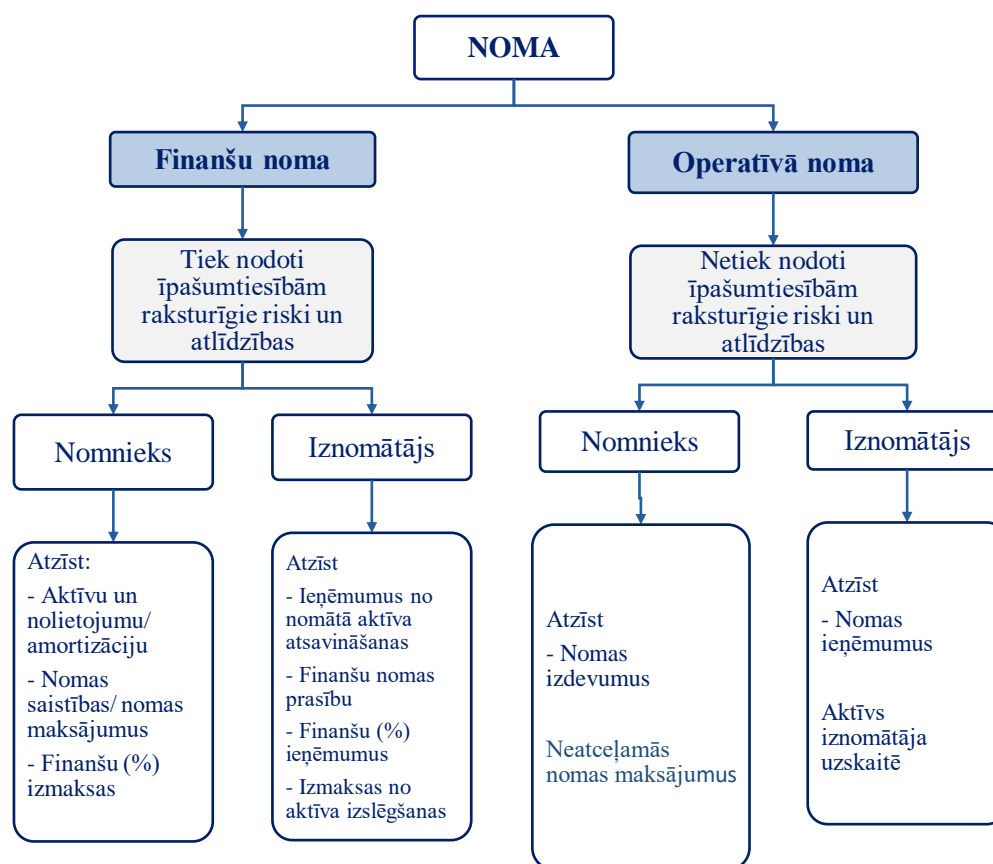 NOMA
Finanšu noma
Operatīvā noma
Tiek nodoti
īpašumtiesībām
raksturīgie riski un
atlīdzības
Netiek nodoti
īpašumtiesībām
raksturīgie riski un
atlīdzības
Nomnieks
Iznomātājs
Nomnieks
Iznomātājs
Atzīst:
- Aktīvu un
nolietojumu/
amortizāciju
- Nomas
saistības/ nomas
maksājumus
- Finanšu (%)
izmaksas
Atzīst
- Ieņēmumus no
nomātā aktīva
atsavināšanas
- Finanšu nomas
prasību
- Finanšu (%)
ieņēmumus
- Izmaksas no
aktīva izslēgšanas
Atzīst
- Nomas
izdevumus
Neatceļamās
nomas maksājumus
Atzīst
- Nomas
ieņēmumus
Aktīvs
iznomātāja
uzskaitē